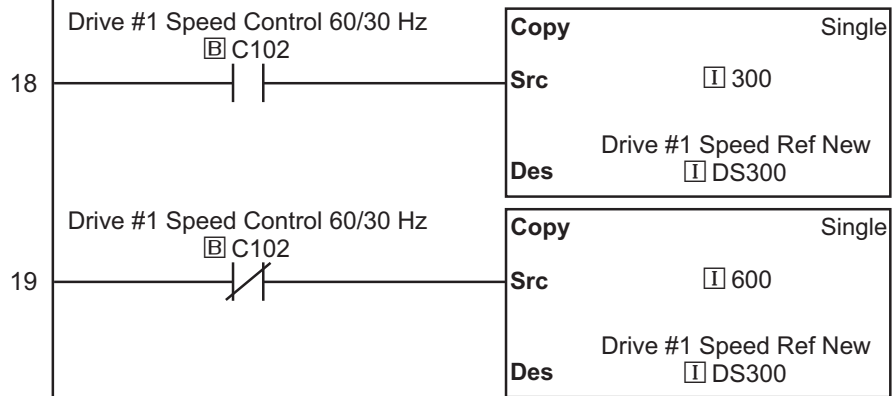 Drive #1 Speed Control 60/30 Hz
B C102
18
Copy Single
Src I 300
Drive #1 Speed Ref New
Des I DS300
Drive #1 Speed Control 60/30 Hz
B C102
19
Copy Single
Src I 600
Drive #1 Speed Ref New
Des I DS300